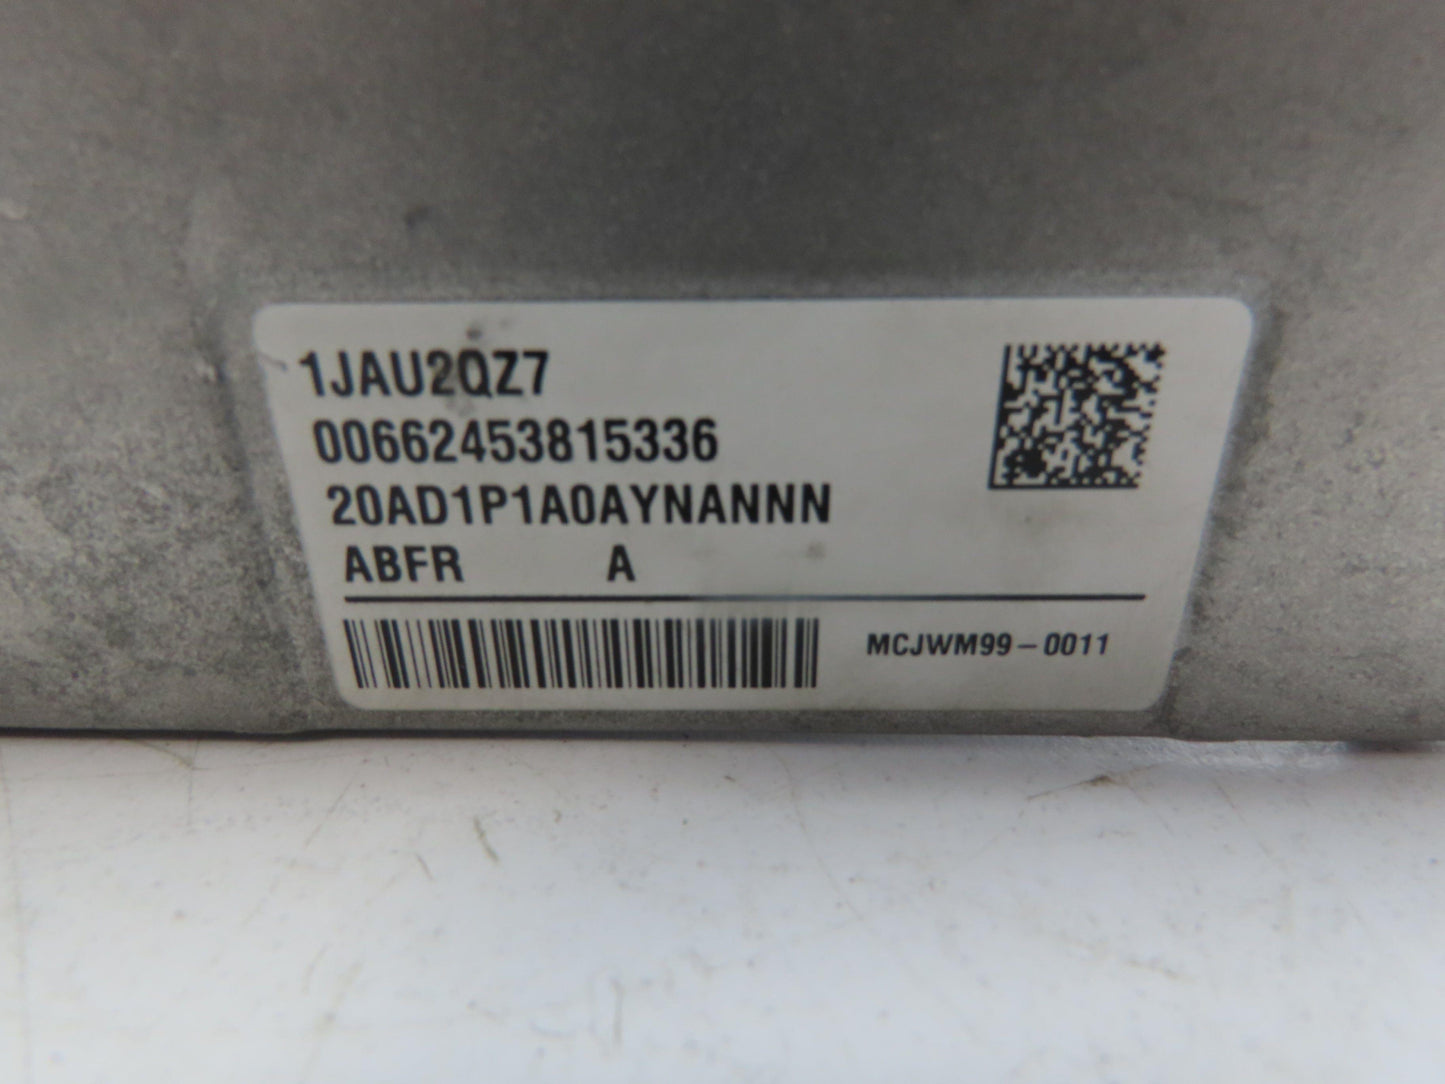 1JAU2QZ7
00662453815336
20AD1P1A0AYNANNN
ABFR A
MCJWM99-0011